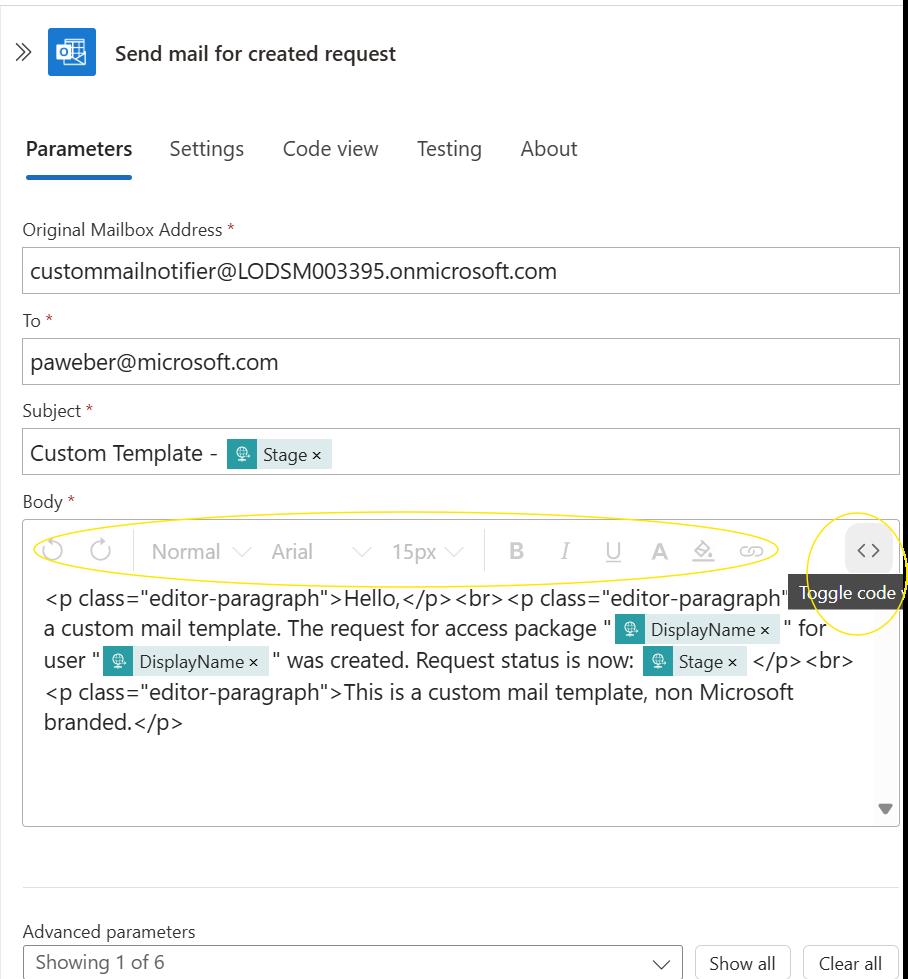 Send mail for created request
Parameters Settings Code view Testing About
Original Mailbox Address *
custommailnotifier@LODSM003395.onmicrosoft.com
To *
paweber@microsoft.com
Subject *
Custom Template - Stage ×
Body *
Normal Arial 15px B I U A
Toggle code
<p class="editor-paragraph">Hello,</p><br><p class="editor-paragraph"
a custom mail template. The request for access package " DisplayName × " for
user " DisplayName × " was created. Request status is now: Stage × </p><br>
<p class="editor-paragraph">This is a custom mail template, non Microsoft
branded.</p>
Advanced parameters
Showing 1 of 6 Show all Clear all